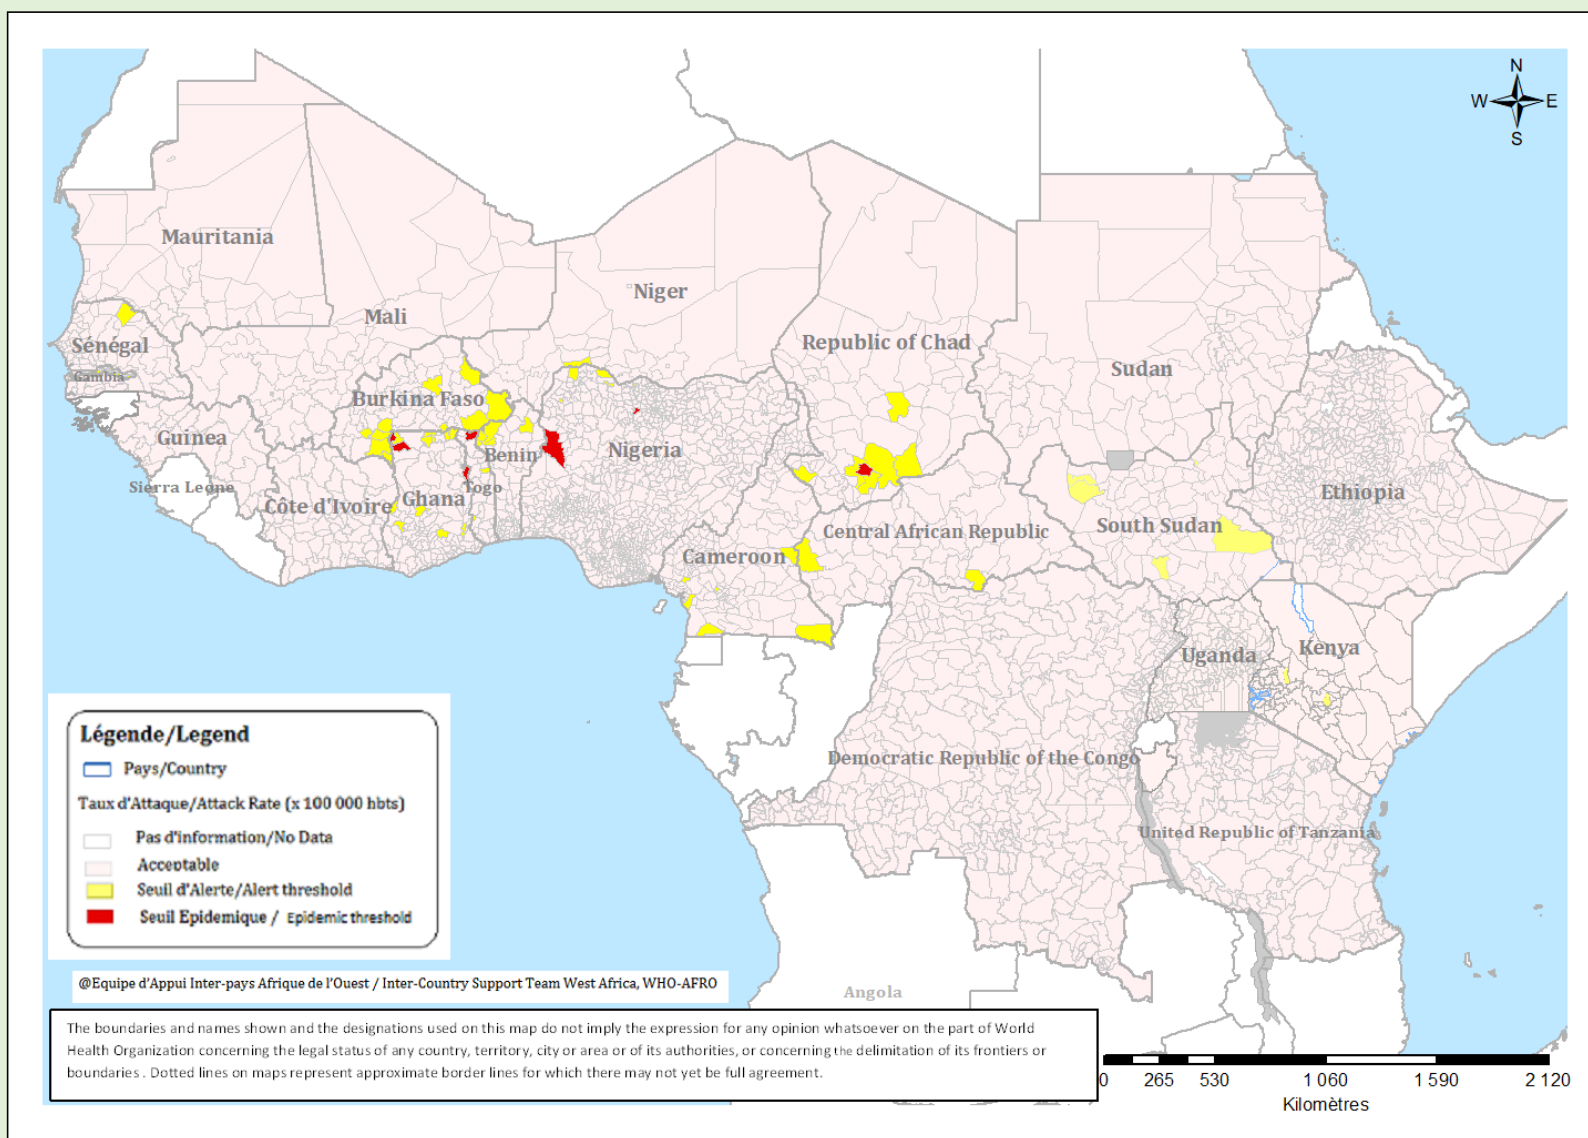 N
W E
S
Mauritania
Mali
Niger
Republic of Chad
Sudan
Sénégal
Gambia
Burkina Faso
Guinea
Benin
Nigeria
Sierra Leone
Côte d'Ivoire
Ghana
Togo
Ethiopia
South Sudan
Central African Republic
Cameroon
Uganda
Kenya
Democratic Republic of the Congo
United Republic of Tanzania
Angola
Légende/Legend
Pays/Country
Taux d'Attaque/Attack Rate (x 100 000 hbts)
Pas d'information/No Data
Acceptable
Seuil d'Alerte/Alert threshold
Seuil Epidemique / Epidemic threshold
@Equipe d'Appui Inter-pays Afrique de l'Ouest / Inter-Country Support Team West Africa, WHO-AFRO
The boundaries and names shown and the designations used on this map do not imply the expression for any opinion whatsoever on the part of World
Health Organization concerning the legal status of any country, territory, city or area or of its authorities, or concerning the delimitation of its frontiers or
boundaries . Dotted lines on maps represent approximate border lines for which there may not yet be full agreement.
0 265 530 1 060 1 590 2 120
Kilomètres